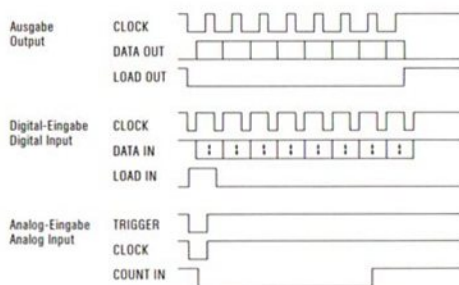 Ausgabe
Output
CLOCK
DATA OUT
LOAD OUT
Digital-Eingabe
Digital Input
CLOCK
DATA IN
LOAD IN
Analog-Eingabe
Analog Input
TRIGGER
CLOCK
COUNT IN